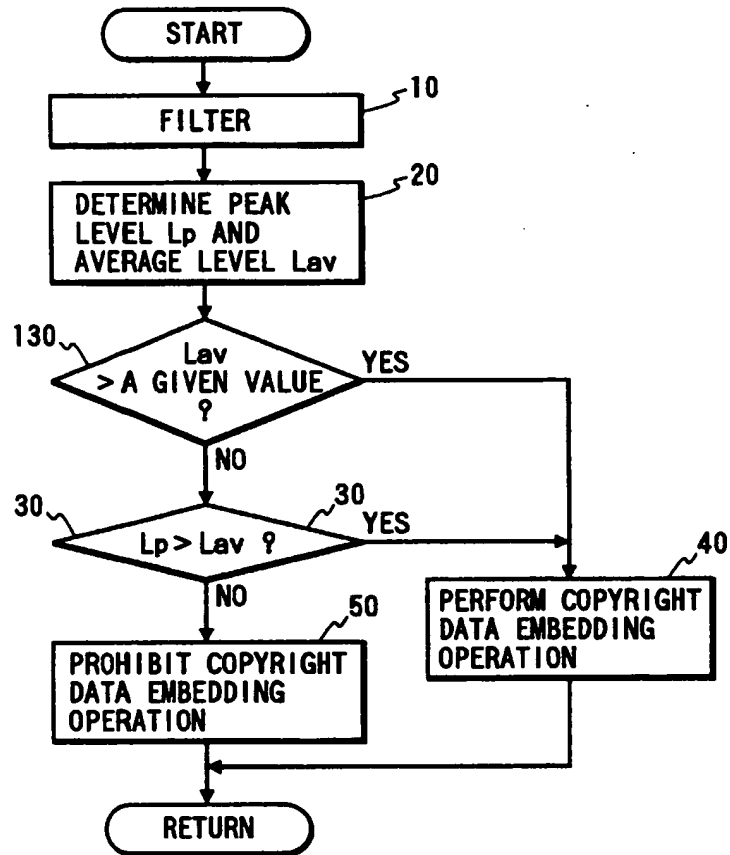 START
10
FILTER
20
DETERMINE PEAK
LEVEL Lp AND
AVERAGE LEVEL Lav
130
Lav
> A GIVEN VALUE
?
YES
NO
30
30
Lp > Lav ?
YES
NO
40
PERFORM COPYRIGHT
DATA EMBEDDING
OPERATION
50
PROHIBIT COPYRIGHT
DATA EMBEDDING
OPERATION
RETURN